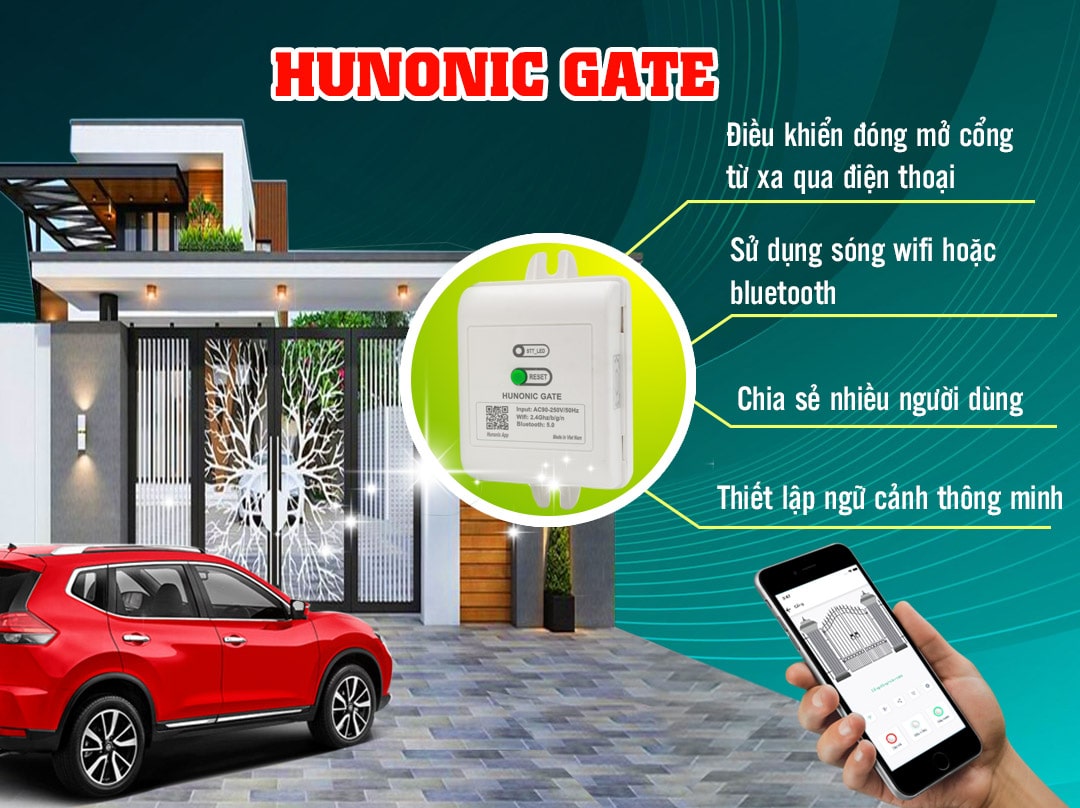 HUNONIC GATE
Điều khiển đóng mở cổng
từ xa qua điện thoại
Sử dụng sóng wifi hoặc
bluetooth
Chia sẻ nhiều người dùng
Thiết lập ngữ cảnh thông minh
STT_LED
RESET
HUNONIC GATE
Input: AC90-250V/50Hz
Wifi: 2.4Ghz/b/g/n
Bluetooth: 5.0
Hunonic App
Made in Viet Nam